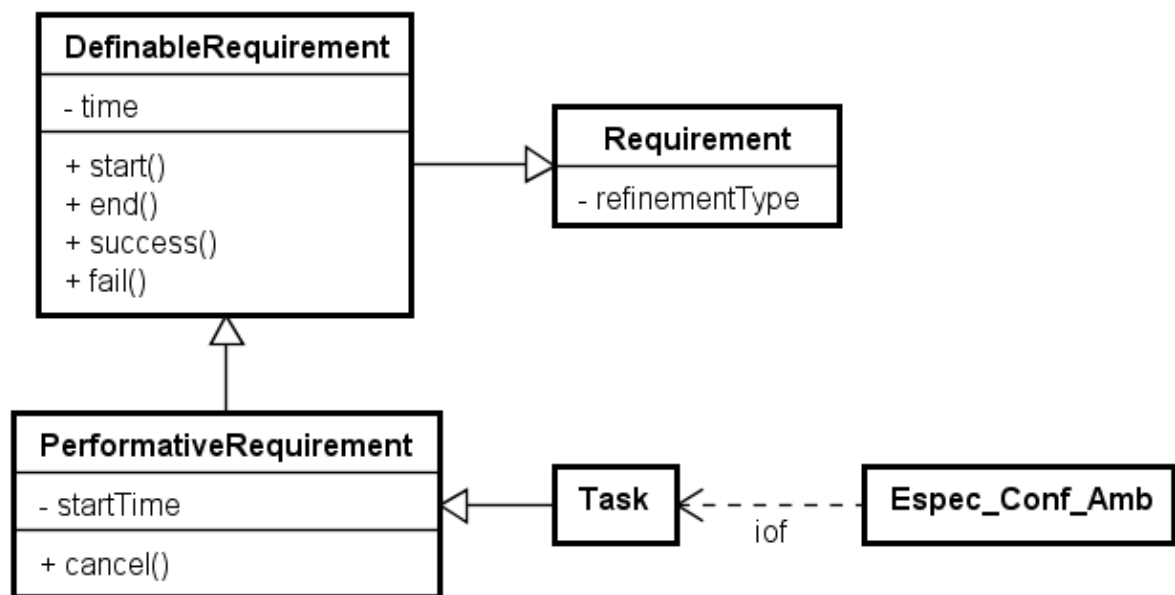 DefinableRequirement
- time
+ start()
+ end()
+ success()
+ fail()
Requirement
- refinementType
PerformativeRequirement
- startTime
+ cancel()
Task
iof
Espec_Conf_Amb